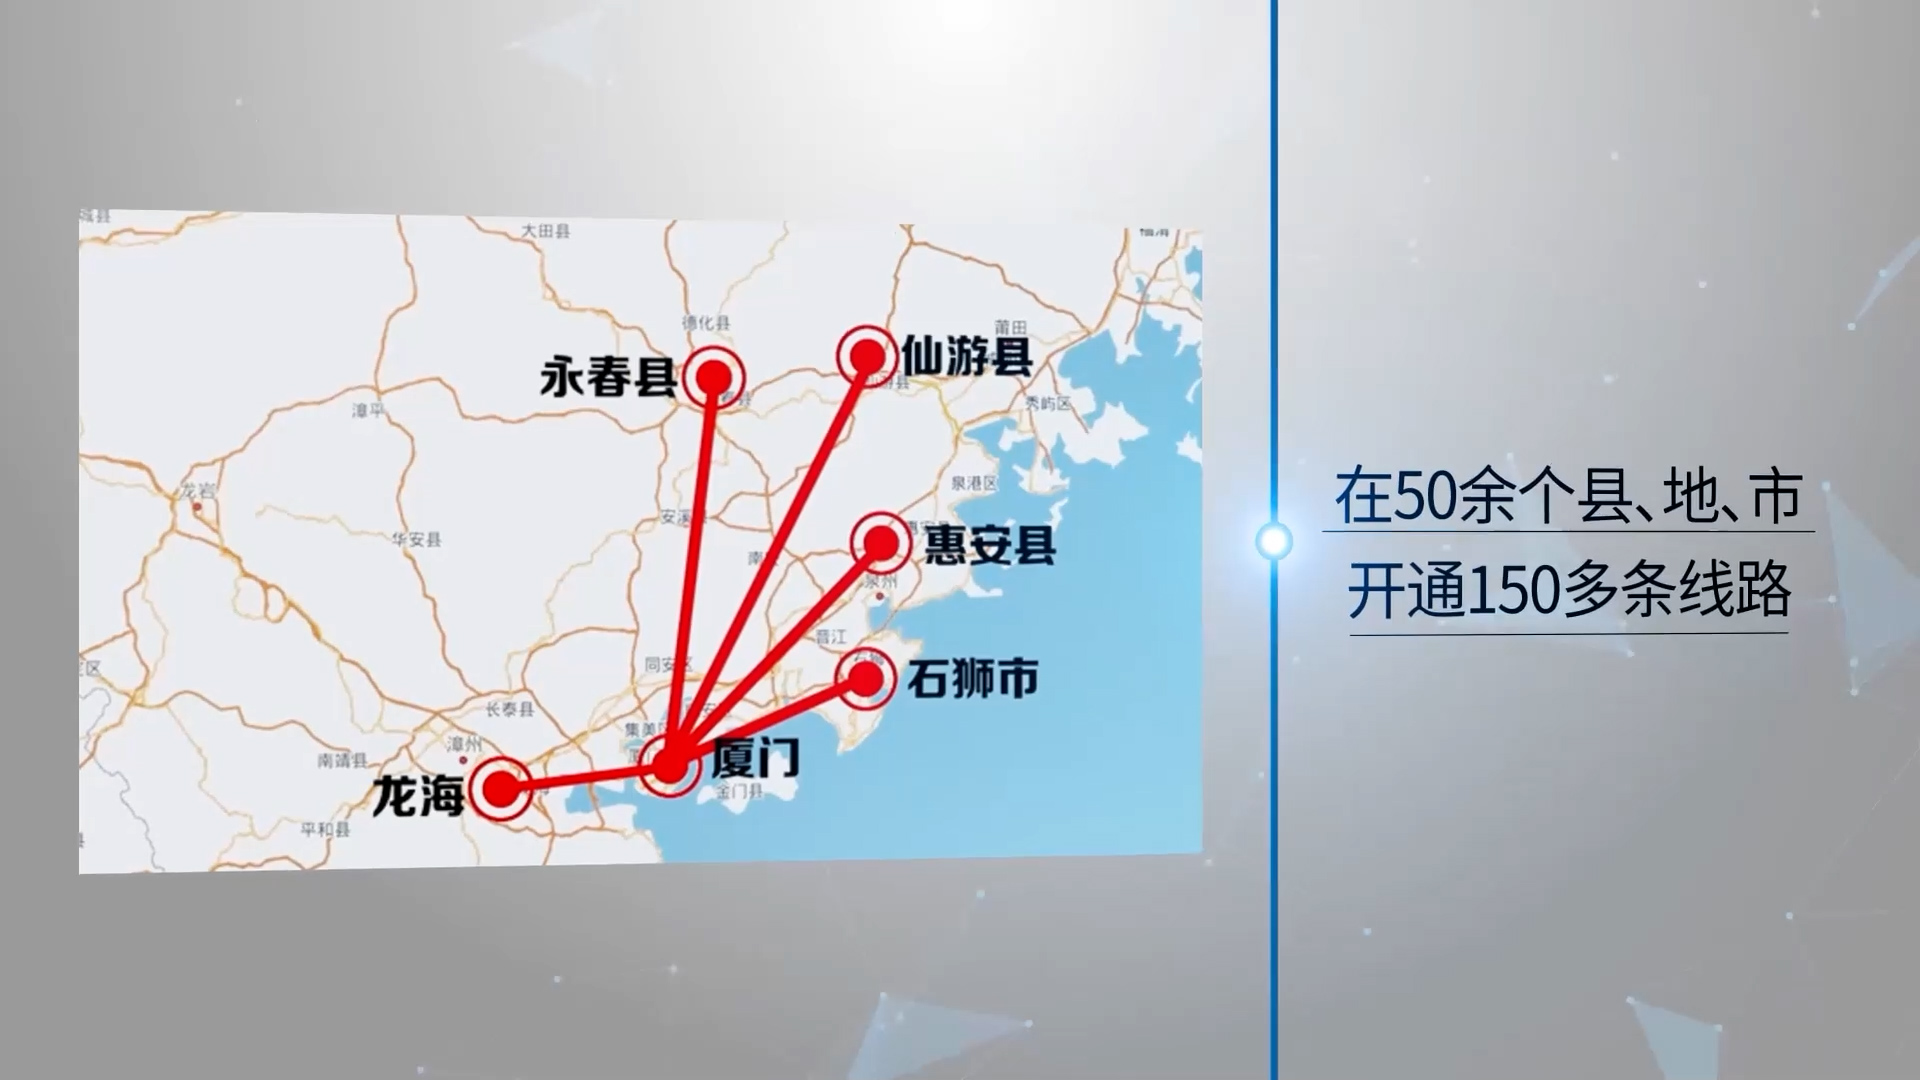 大田县
德化县
莆田
仙游县
永春县
秀屿区
漳平
泉港区
龙岩
安溪
华安县
惠安县
泉州
晋江
同安区
石狮市
长泰县
集美
漳州
厦门
南靖县
龙海
金门县
平和县
在50余个县、地、市
开通150多条线路